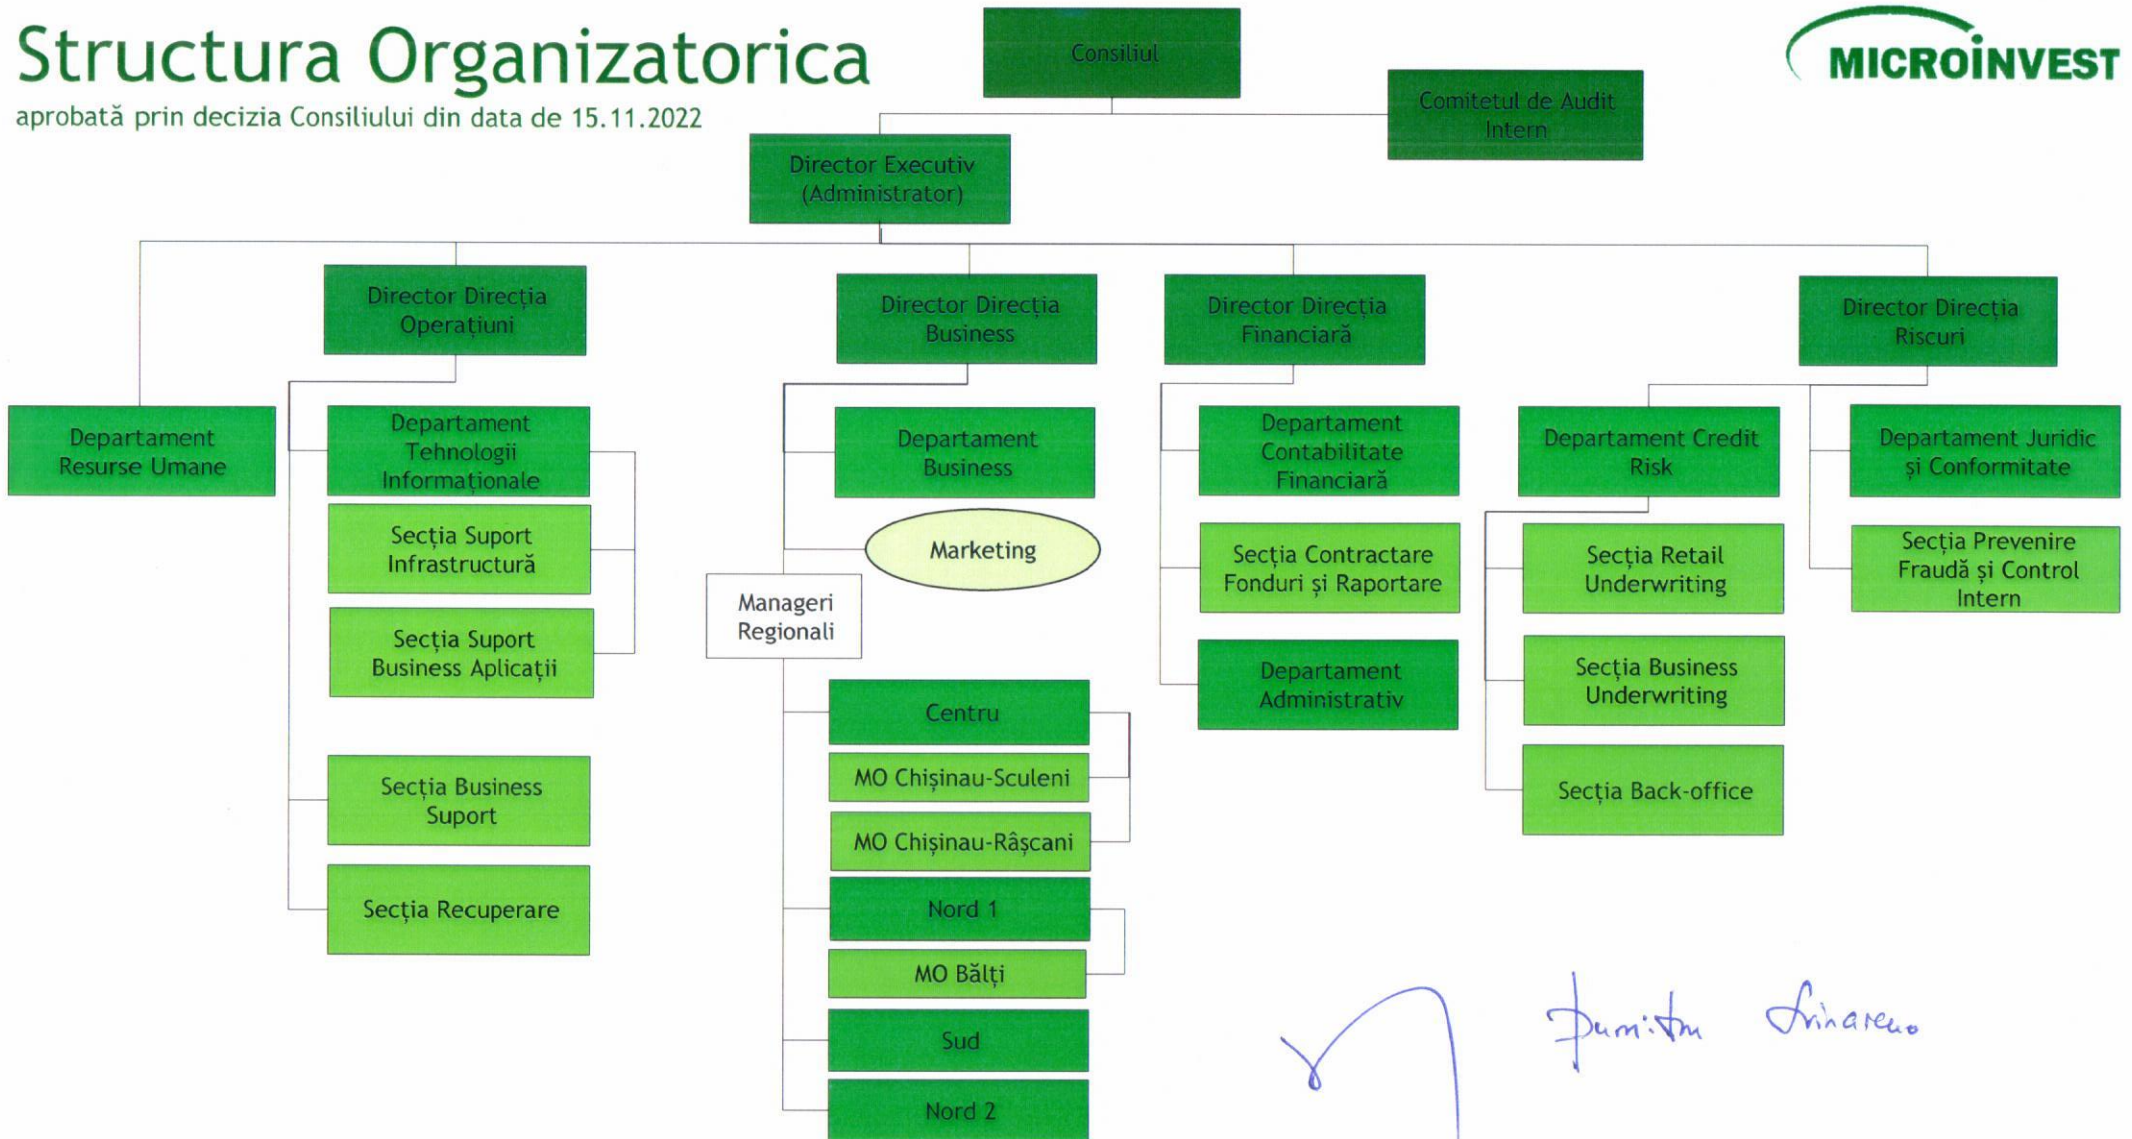 Structura Organizatorica
aprobată prin decizia Consiliului din data de 15.11.2022
MICROiNVEST
Consiliul
Comitetul de Audit
Intern
Director Executiv
(Administrator)
Director Direcția
Operațiuni
Director Direcția
Business
Director Direcția
Financiară
Director Direcția
Riscuri
Departament
Resurse Umane
Departament
Tehnologii
Informaționale
Secția Suport
Infrastructură
Secția Suport
Business Aplicații
Secția Business
Suport
Secția Recuperare
Departament
Business
Marketing
Manageri
Regionali
Centru
MO Chișinau-Sculeni
MO Chișinau-Râșcani
Nord 1
MO Bălți
Sud
Nord 2
Departament
Contabilitate
Financiară
Secția Contractare
Fonduri și Raportare
Departament
Administrativ
Departament Credit
Risk
Secția Retail
Underwriting
Secția Business
Underwriting
Secția Back-office
Departament Juridic
și Conformitate
Secția Prevenire
Fraudă și Control
Intern
Dumitru